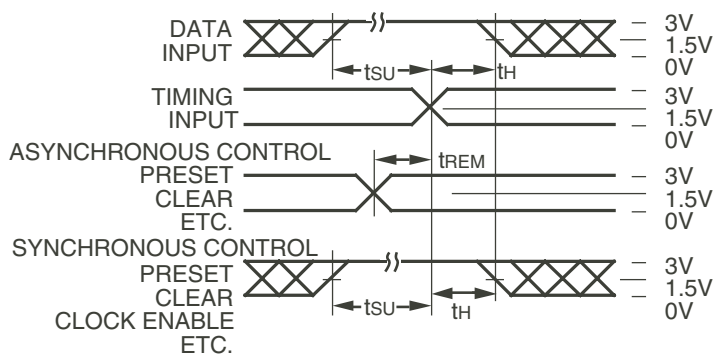 DATA
INPUT
tSU
tH
3V
1.5V
0V
TIMING
INPUT
3V
1.5V
0V
ASYNCHRONOUS CONTROL
PRESET
CLEAR
ETC.
tREM
3V
1.5V
0V
SYNCHRONOUS CONTROL
PRESET
CLEAR
CLOCK ENABLE
ETC.
tSU
tH
3V
1.5V
0V